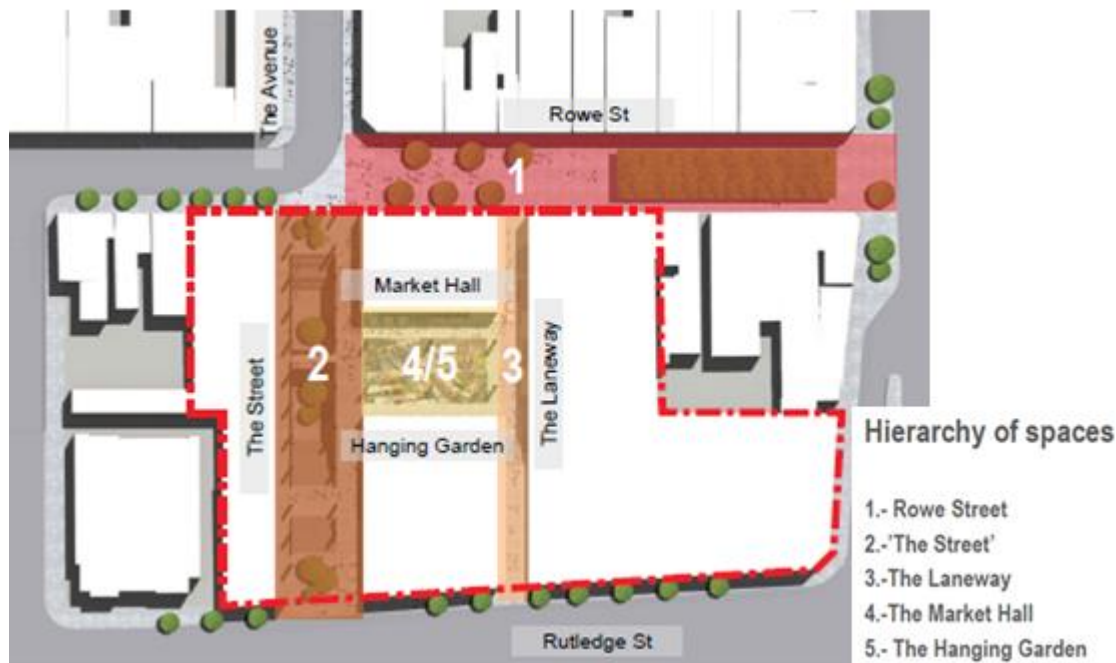 The Avenue
Rowe St
1
Market Hall
The Street
2
4/5
3
The Laneway
Hanging Garden
Rutledge St
Hierarchy of spaces
1.- Rowe Street
2.-'The Street'
3.-The Laneway
4.-The Market Hall
5.- The Hanging Garden